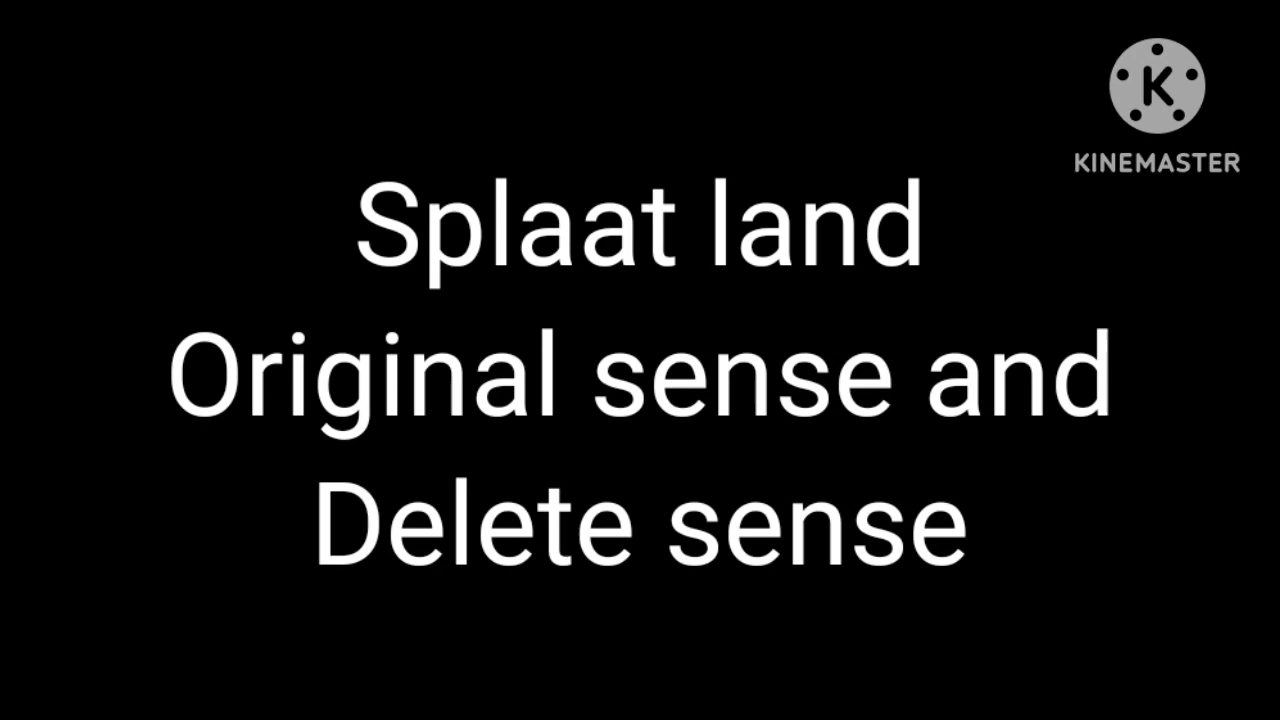 K
KINEMASTER
Splaat land
Original sense and
Delete sense